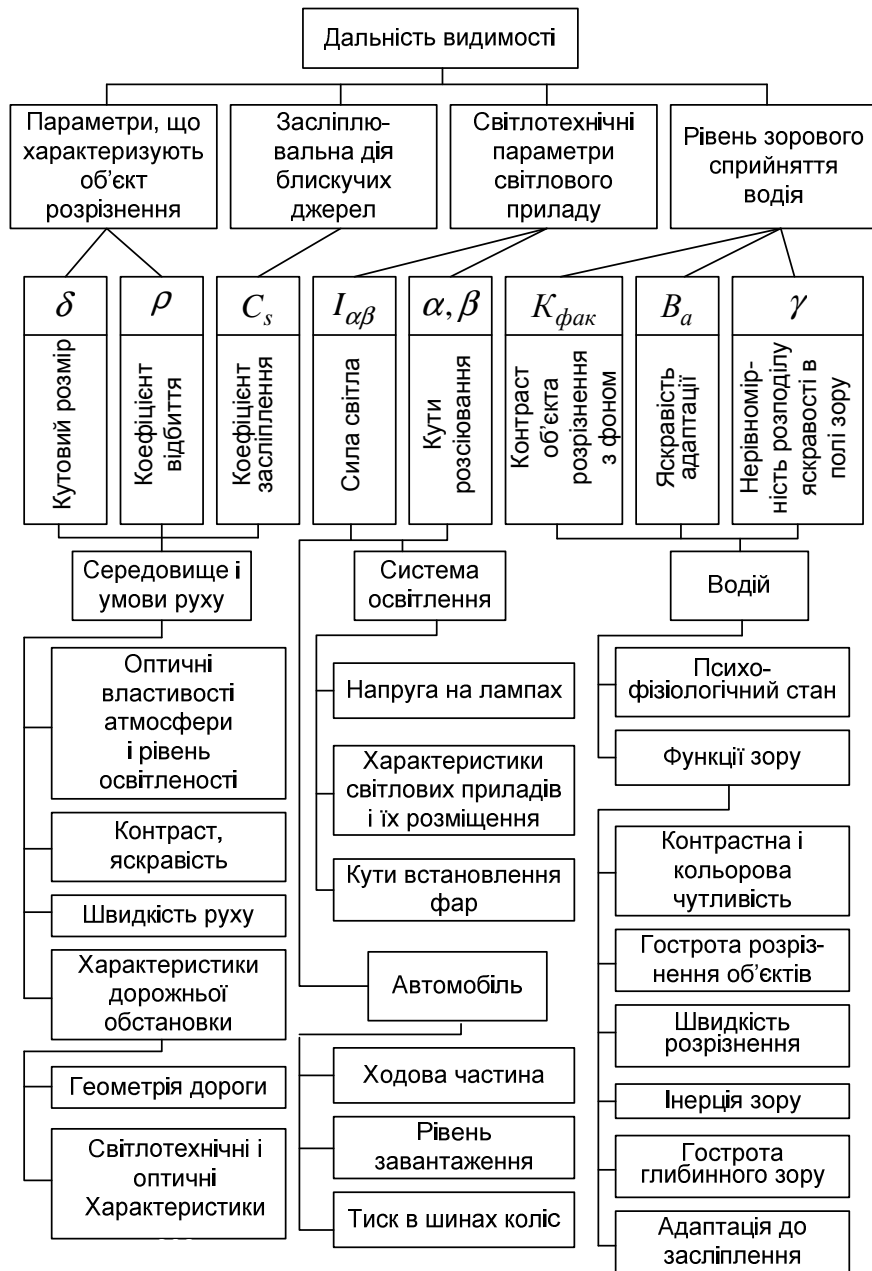 Дальність видимості
Параметри, що
характеризують
об’єкт
розрізнення
Засліплю-
вальна дія
блискучих
джерел
Світлотехнічні
параметри
світлового
приладу
Рівень зорового
сприйняття
водія
δ
ρ
C_s
I_αβ
α, β
K_фак
B_a
γ
Кутовий розмір
Коефіцієнт
відбиття
Коефіцієнт
засліплення
Сила світла
Кути
розсіювання
Контраст
об’єкта
розрізнення
з фоном
Яскравість
адаптації
Нерівномір-
ність розподілу
яскравості в
полі зору
Середовище і
умови руху
Система
освітлення
Водій
Оптичні
властивості
атмосфери
і рівень
освітленості
Контраст,
яскравість
Швидкість руху
Характеристики
дорожньої
обстановки
Геометрія дороги
Світлотехнічні і
оптичні
Характеристики
Напруга на лампах
Характеристики
світлових приладів
і їх розміщення
Кути встановлення
фар
Автомобіль
Ходова частина
Рівень
завантаження
Тиск в шинах коліс
Психо-
фізіологічний стан
Функції зору
Контрастна і
кольорова
чутливість
Гострота розріз-
нення об’єктів
Швидкість
розрізнення
Інерція зору
Гострота
глибинного зору
Адаптація до
засліплення